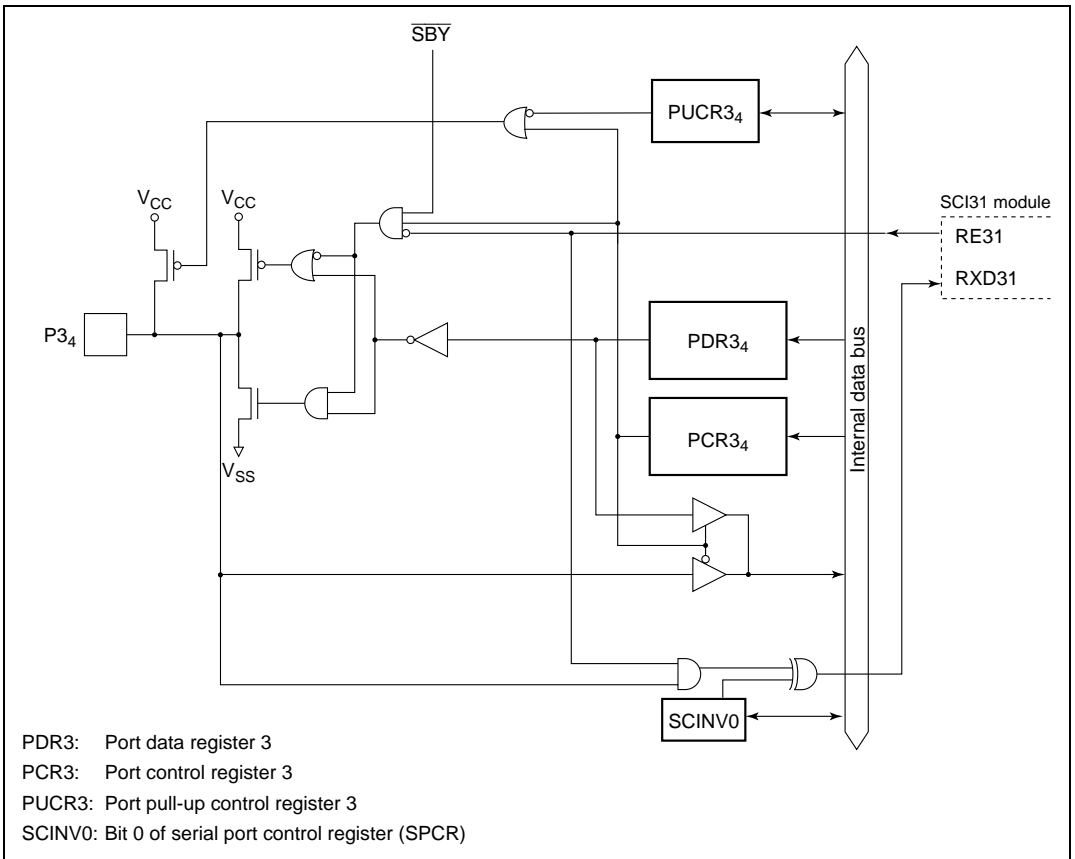 SBY
PUCR3₄
V_CC
V_CC
SCI31 module
RE31
RXD31
P3₄
PDR3₄
PCR3₄
V_SS
Internal data bus
SCINV0
PDR3: Port data register 3
PCR3: Port control register 3
PUCR3: Port pull-up control register 3
SCINV0: Bit 0 of serial port control register (SPCR)